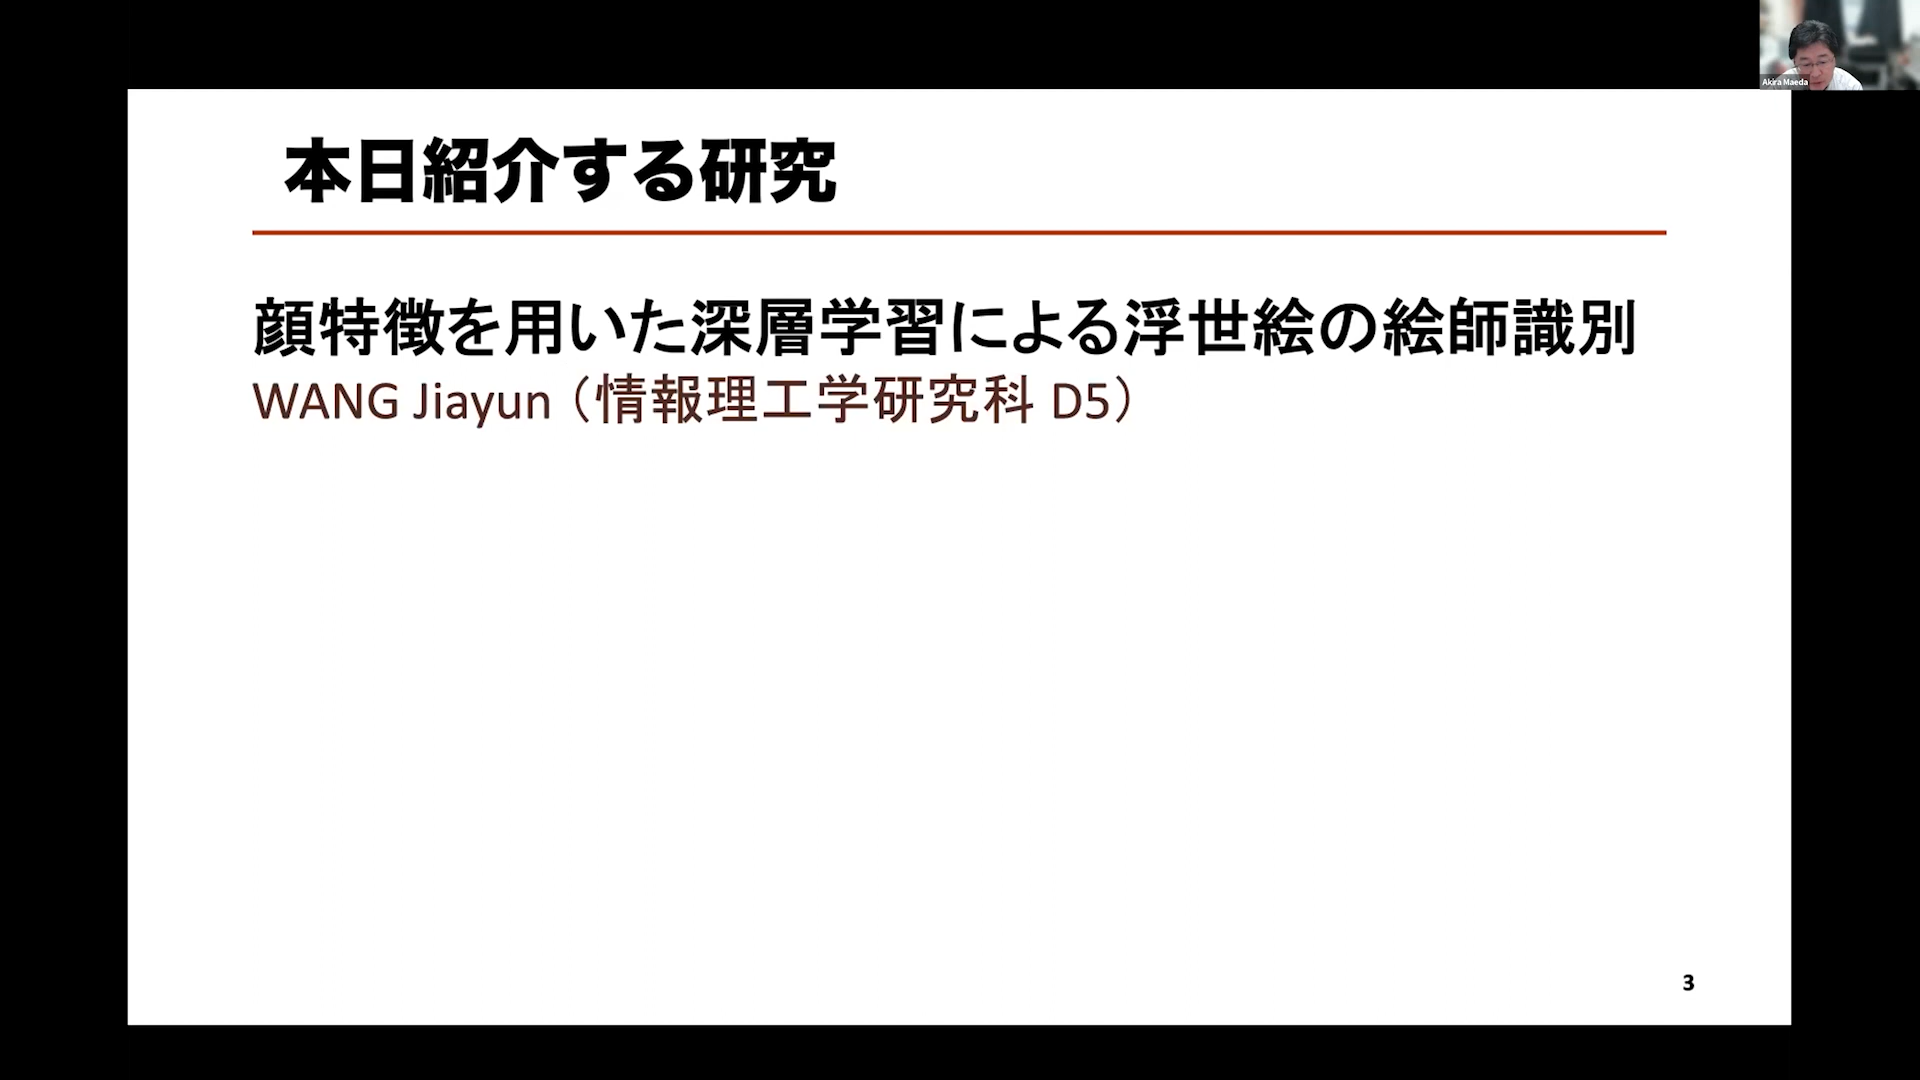 Akira Maeda
本日紹介する研究
顔特徴を用いた深層学習による浮世絵の絵師識別
WANG Jiayun（情報理工学研究科 D5）
3